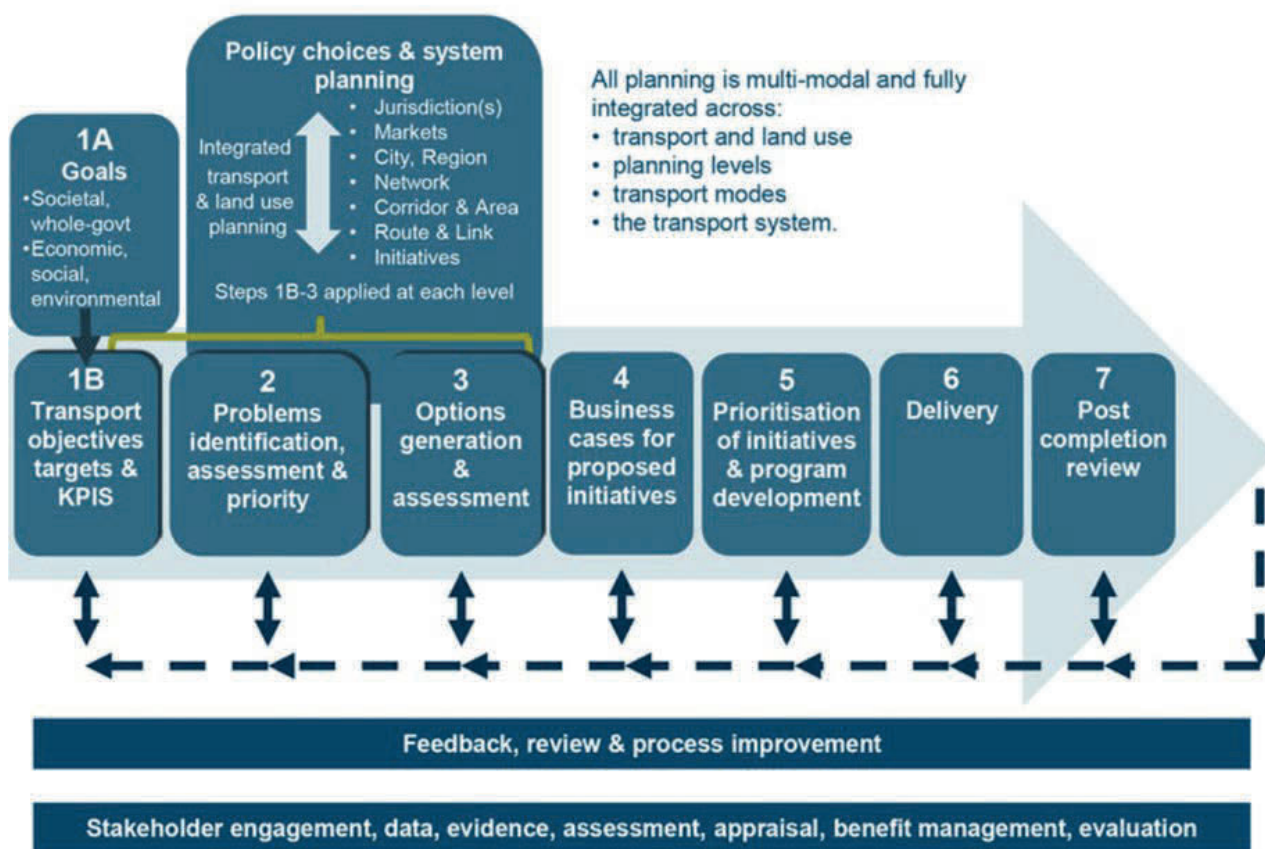 Policy choices & system
planning
Integrated
transport
& land use
planning
• Jurisdiction(s)
• Markets
• City, Region
• Network
• Corridor & Area
• Route & Link
• Initiatives
Steps 1B-3 applied at each level
All planning is multi-modal and fully
integrated across:
• transport and land use
• planning levels
• transport modes
• the transport system.
1A
Goals
•Societal,
whole-govt
•Economic,
social,
environmental
1B
Transport
objectives
targets &
KPIS
2
Problems
identification,
assessment &
priority
3
Options
generation
&
assessment
4
Business
cases for
proposed
initiatives
5
Prioritisation
of initiatives
& program
development
6
Delivery
7
Post
completion
review
Feedback, review & process improvement
Stakeholder engagement, data, evidence, assessment, appraisal, benefit management, evaluation